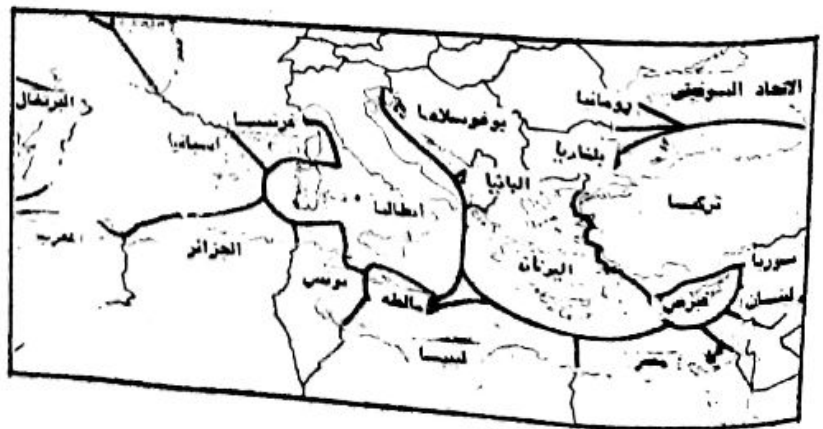 الاتحاد السوفيتى
رومانيا
البرتغال
فرنسا
يوغوسلافيا
اسبانيا
بلغاريا
البانيا
تركيا
ايطاليا
المغرب
الجزائر
اليونان
سوريا
تونس
مالطه
قبرص
لبنان
ليبيا
مصر